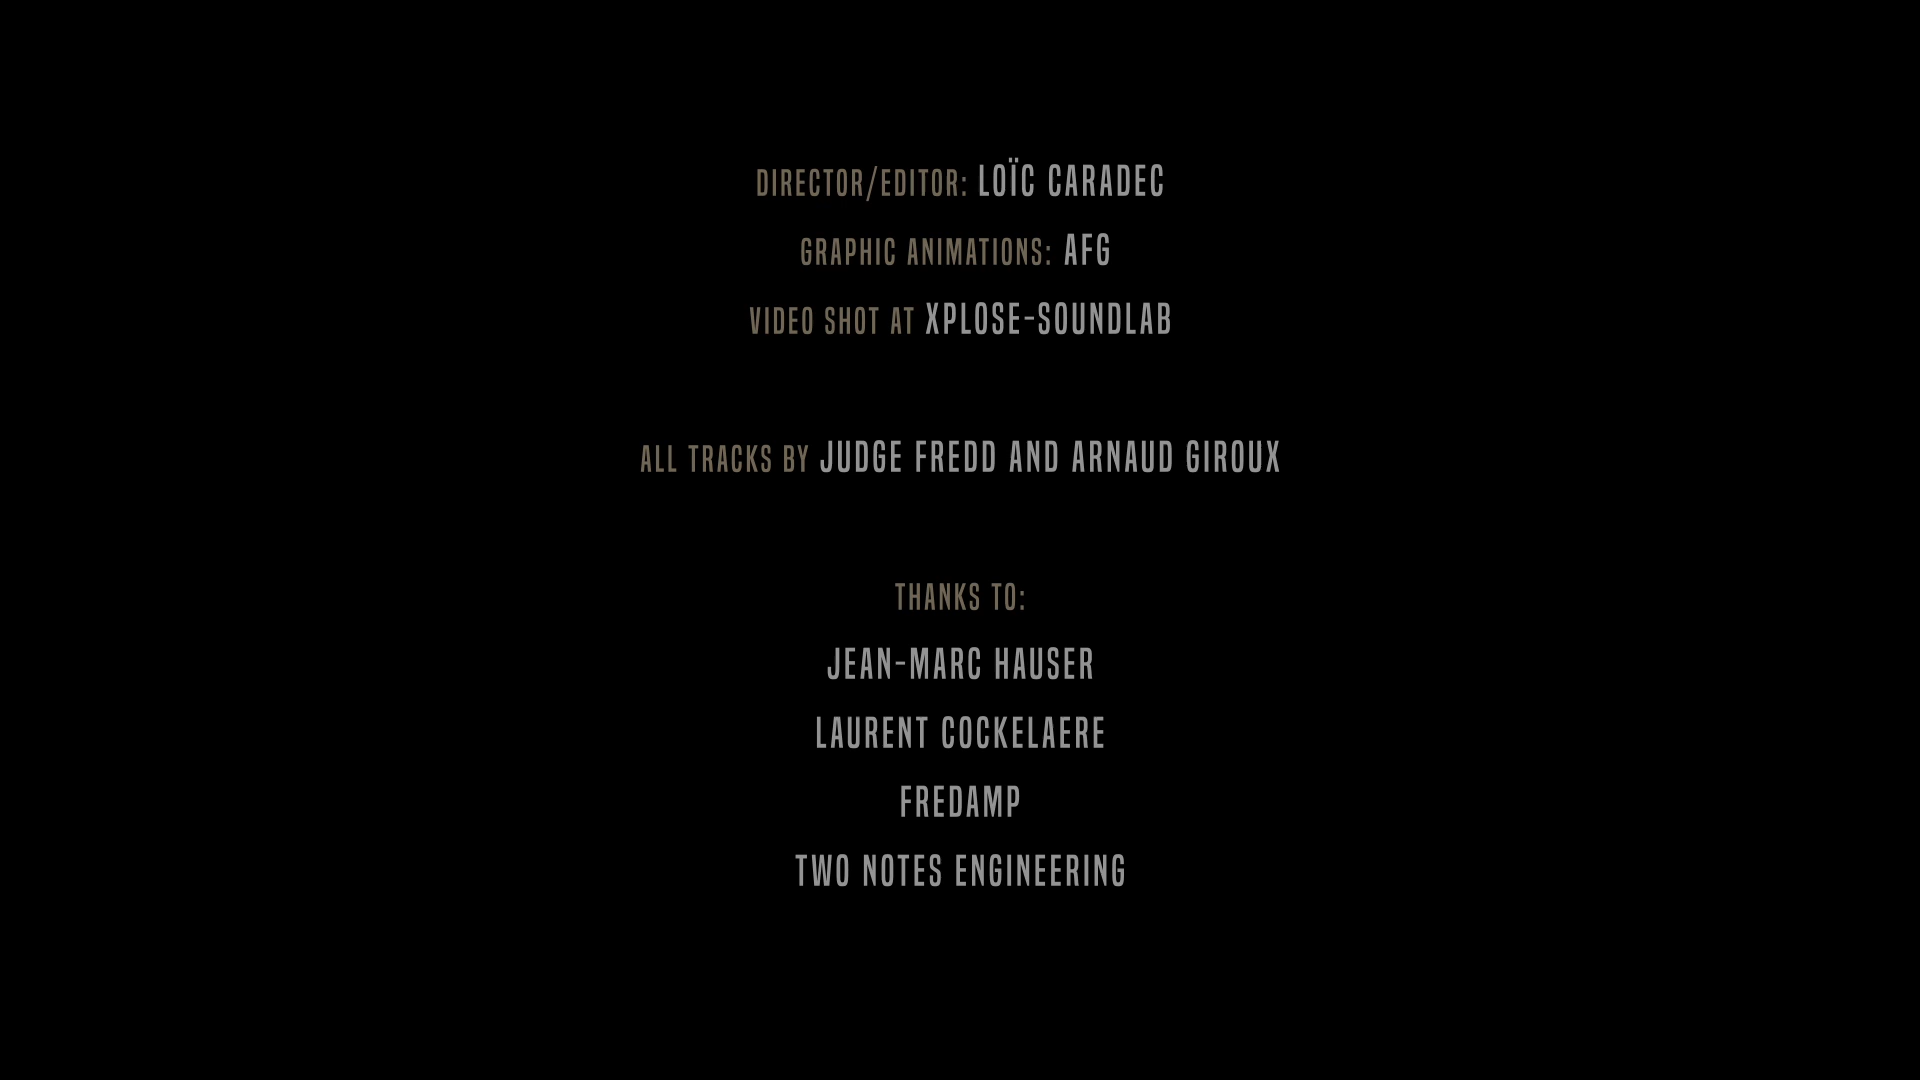 DIRECTOR/EDITOR: LOÏC CARADEC
GRAPHIC ANIMATIONS: AFG
VIDEO SHOT AT XPLOSE-SOUNDLAB
ALL TRACKS BY JUDGE FREDD AND ARNAUD GIROUX
THANKS TO:
JEAN-MARC HAUSER
LAURENT COCKELAERE
FREDAMP
TWO NOTES ENGINEERING